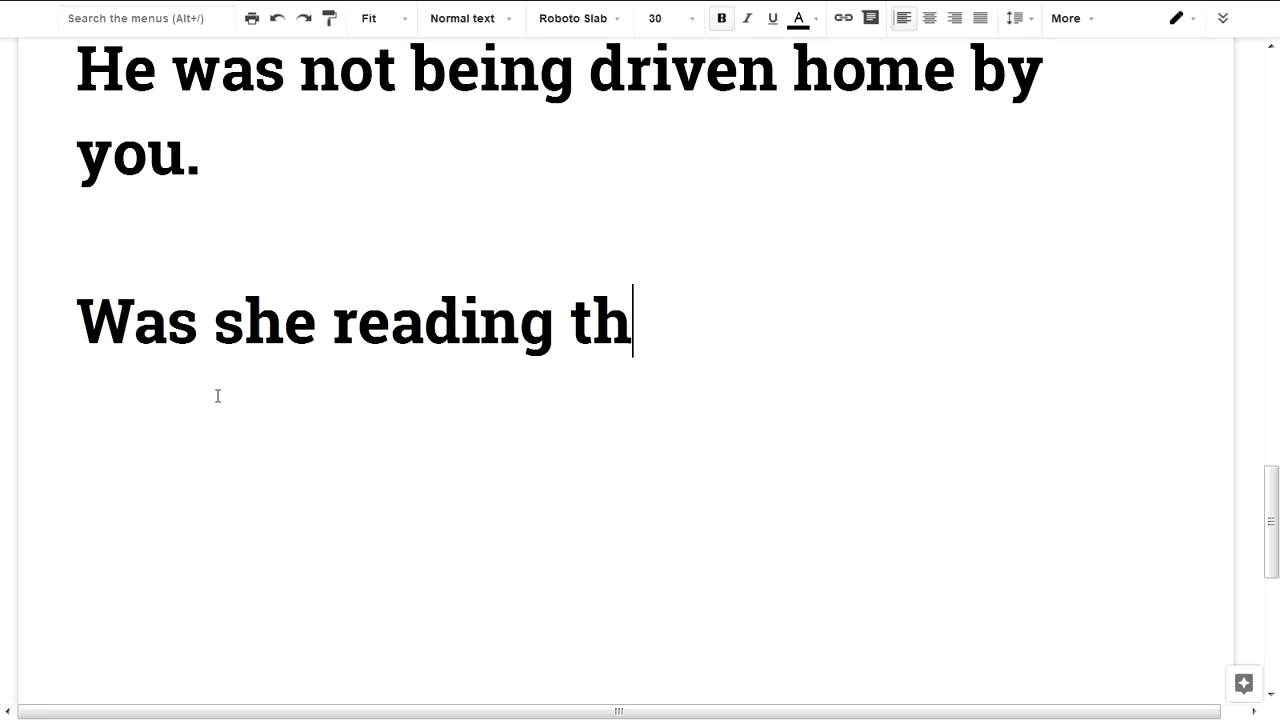 Search the menus (Alt+/) Fit Normal text Roboto Slab 30 B I U A More
He was not being driven home by
you.
Was she reading th